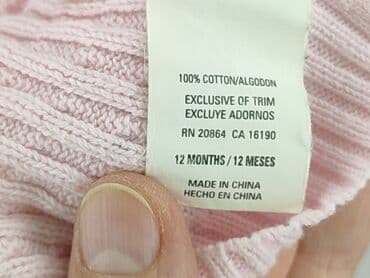 100% COTTON/ALGODON
EXCLUSIVE OF TRIM
EXCLUYE ADORNOS
RN 20864 CA 16190
12 MONTHS / 12 MESES
MADE IN CHINA
HECHO EN CHINA